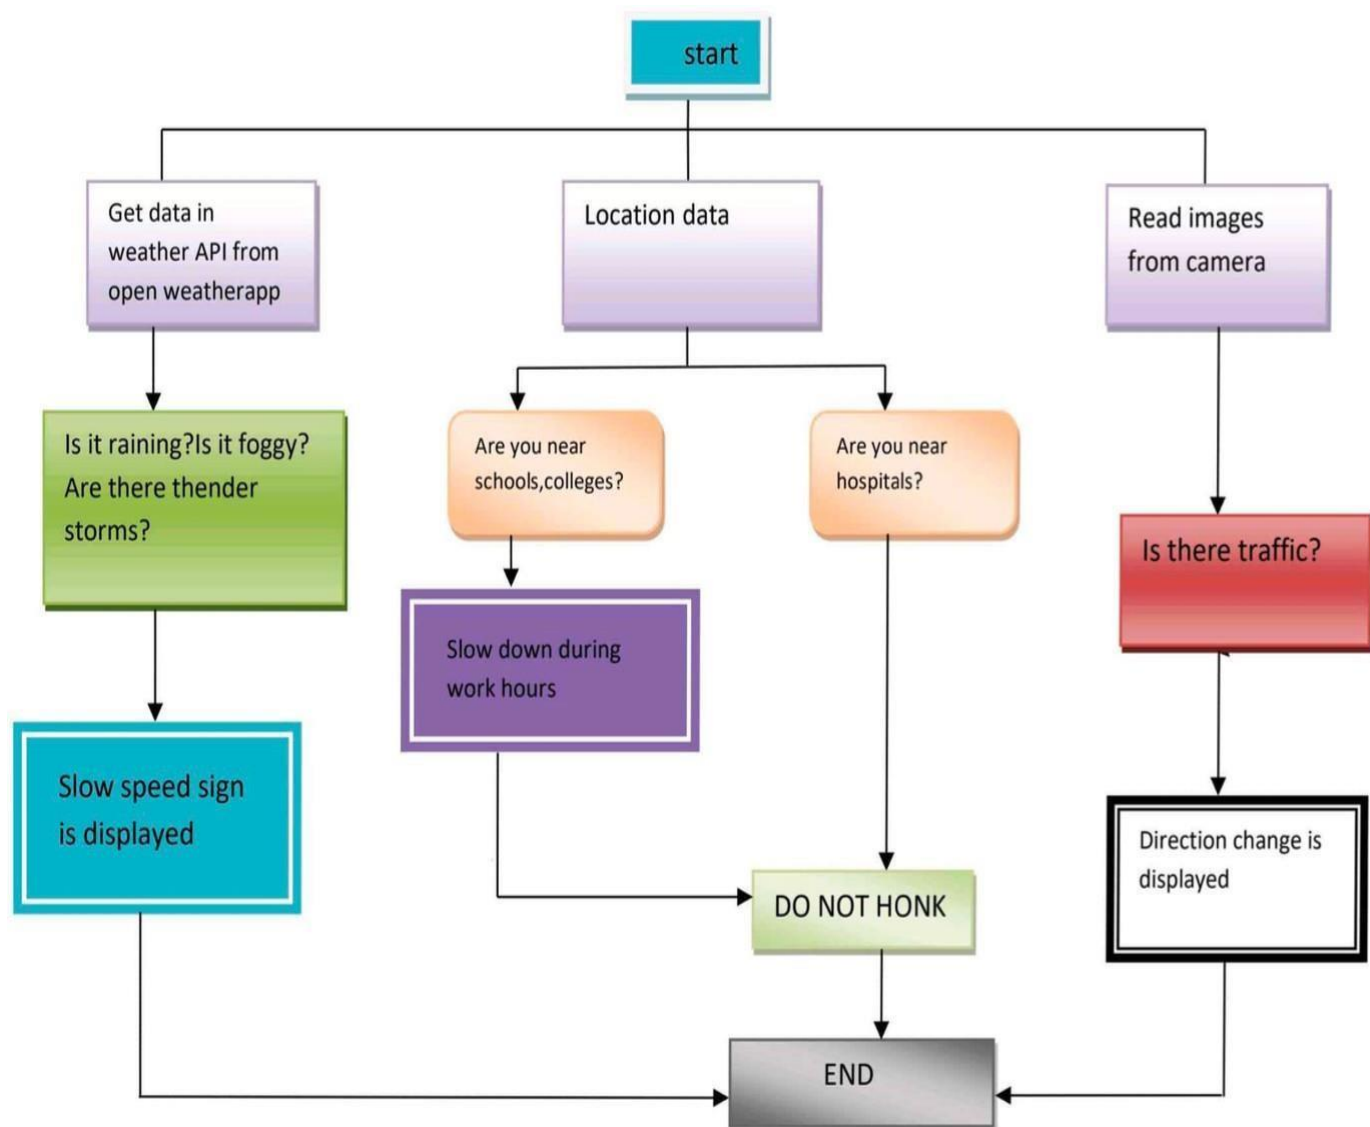 start
Get data in
weather API from
open weatherapp
Location data
Read images
from camera
Is it raining?Is it foggy?
Are there thender
storms?
Are you near
schools,colleges?
Are you near
hospitals?
Is there traffic?
Slow down during
work hours
Slow speed sign
is displayed
Direction change is
displayed
DO NOT HONK
END